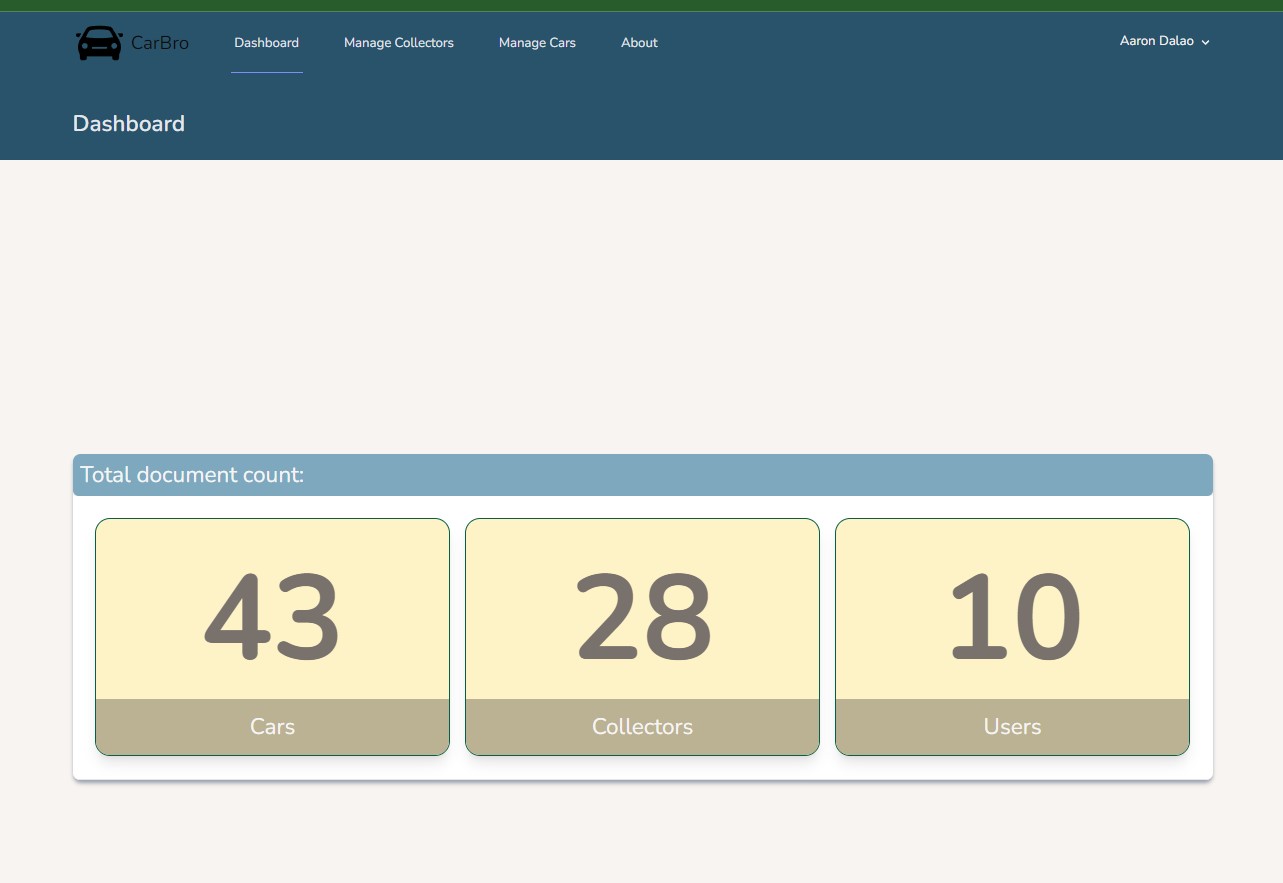 CarBro Dashboard Manage Collectors Manage Cars About Aaron Dalao
Dashboard
Total document count:
43 28 10
Cars Collectors Users